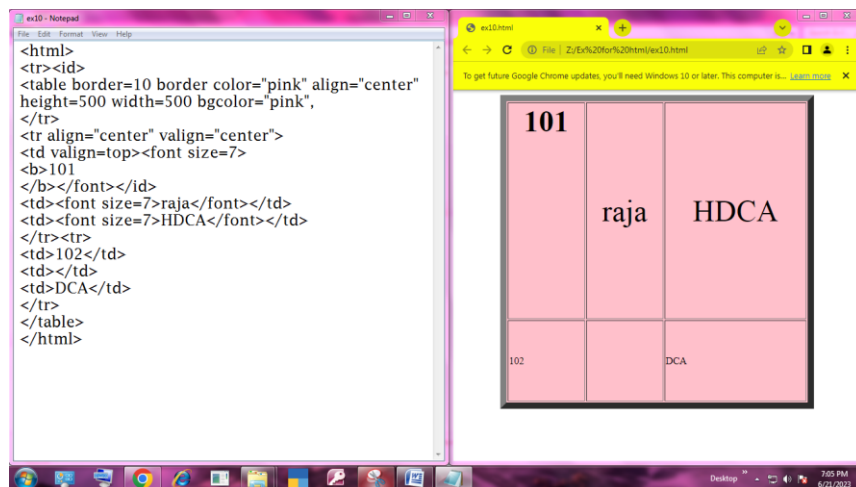 ex10 - Notepad
File Edit Format View Help
<html>
<tr><id>
<table border=10 border color="pink" align="center"
height=500 width=500 bgcolor="pink",
</tr>
<tr align="center" valign="center">
<td valign=top><font size=7>
<b>101
</b></font></id>
<td><font size=7>raja</font></td>
<td><font size=7>HDCA</font></td>
</tr><tr>
<td>102</td>
<td></td>
<td>DCA</td>
</tr>
</table>
</html>
ex10.html
File | Z:/Ex%20for%20html/ex10.html
To get future Google Chrome updates, you'll need Windows 10 or later. This computer is... Learn more
101
raja HDCA
102 DCA
Desktop
7:05 PM
6/21/2023